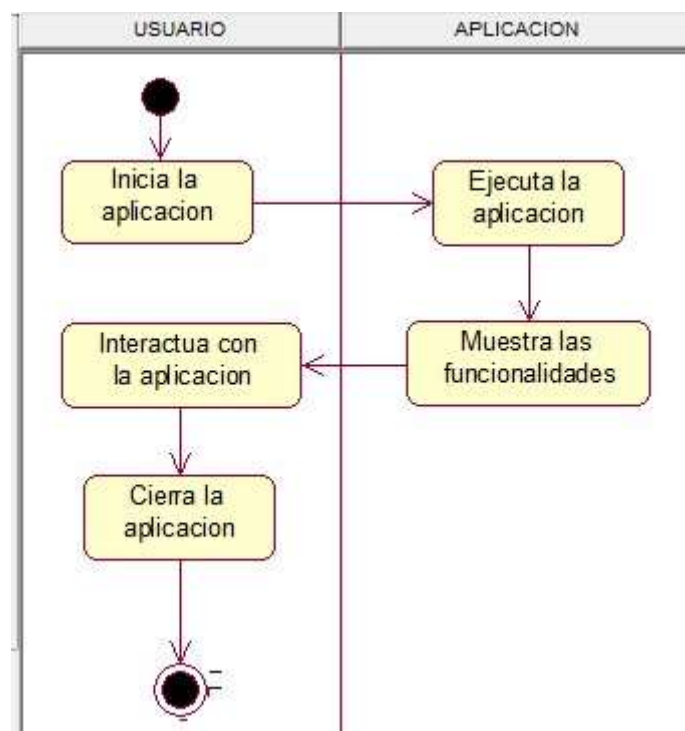 USUARIO
APLICACION
Inicia la
aplicacion
Ejecuta la
aplicacion
Interactua con
la aplicacion
Muestra las
funcionalidades
Cierra la
aplicacion